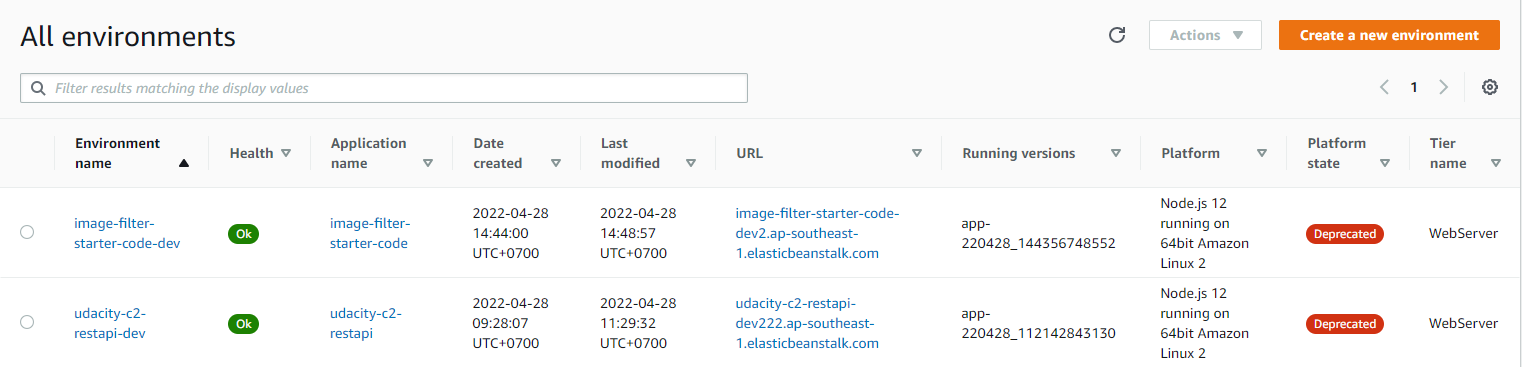 All environments
Actions
Create a new environment
Filter results matching the display values
1
Environment
name
Health
Application
name
Date
created
Last
modified
URL
Running versions
Platform
Platform
state
Tier
name
image-filter-
starter-code-dev
Ok
image-filter-
starter-code
2022-04-28
14:44:00
UTC+0700
2022-04-28
14:48:57
UTC+0700
image-filter-starter-code-
dev2.ap-southeast-
1.elasticbeanstalk.com
app-
220428_144356748552
Node.js 12
running on
64bit Amazon
Linux 2
Deprecated
WebServer
udacity-c2-
restapi-dev
Ok
udacity-c2-
restapi
2022-04-28
09:28:07
UTC+0700
2022-04-28
11:29:32
UTC+0700
udacity-c2-restapi-
dev222.ap-southeast-
1.elasticbeanstalk.com
app-
220428_112142843130
Node.js 12
running on
64bit Amazon
Linux 2
Deprecated
WebServer